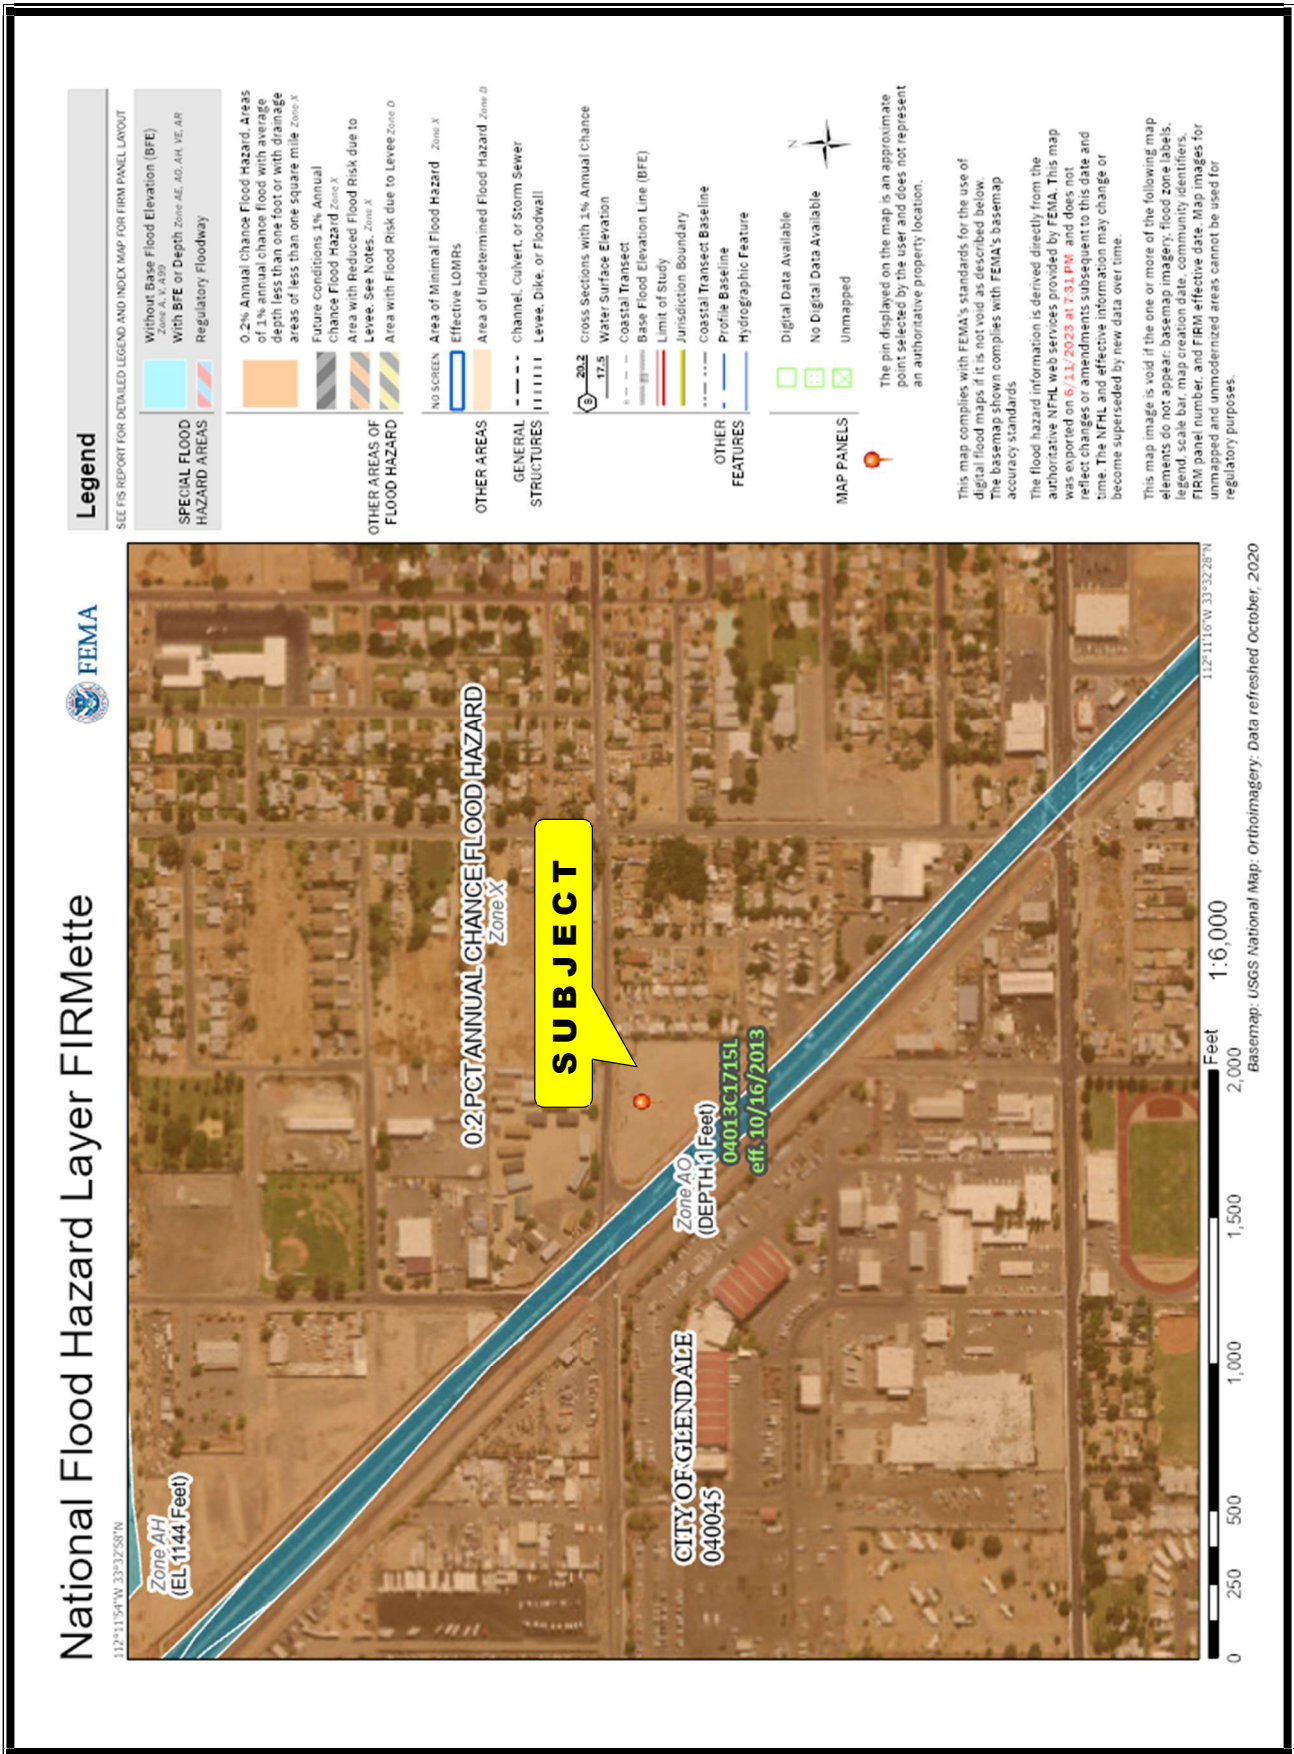 National Flood Hazard Layer FIRMette
FEMA
Legend
SEE FIS REPORT FOR DETAILED LEGEND AND INDEX MAP FOR FIRM PANEL LAYOUT
SPECIAL FLOOD
HAZARD AREAS
Without Base Flood Elevation (BFE)
Zone A, V, A99
With BFE or Depth Zone AE, AO, AH, VE, AR
Regulatory Floodway
OTHER AREAS OF
FLOOD HAZARD
0.2% Annual Chance Flood Hazard, Areas
of 1% annual chance flood with average
depth less than one foot or with drainage
areas of less than one square mile Zone X
Future Conditions 1% Annual
Chance Flood Hazard Zone X
Area with Reduced Flood Risk due to
Levee. See Notes. Zone X
Area with Flood Risk due to Levee Zone D
OTHER AREAS
NO SCREEN Area of Minimal Flood Hazard Zone X
Effective LOMRs
Area of Undetermined Flood Hazard Zone D
GENERAL
STRUCTURES
Channel, Culvert, or Storm Sewer
Levee, Dike, or Floodwall
OTHER
FEATURES
B 20.2
17.5
Cross Sections with 1% Annual Chance
Water Surface Elevation
Coastal Transect
Base Flood Elevation Line (BFE)
Limit of Study
Jurisdiction Boundary
Coastal Transect Baseline
Profile Baseline
Hydrographic Feature
MAP PANELS
Digital Data Available
No Digital Data Available
Unmapped
N
The pin displayed on the map is an approximate
point selected by the user and does not represent
an authoritative property location.
This map complies with FEMA's standards for the use of
digital flood maps if it is not void as described below.
The basemap shown complies with FEMA's basemap
accuracy standards
The flood hazard information is derived directly from the
authoritative NFHL web services provided by FEMA. This map
was exported on 6/11/2023 at 7:31 PM and does not
reflect changes or amendments subsequent to this date and
time. The NFHL and effective information may change or
become superseded by new data over time.
This map image is void if the one or more of the following map
elements do not appear: basemap imagery, flood zone labels,
legend, scale bar, map creation date, community identifiers,
FIRM panel number, and FIRM effective date. Map images for
unmapped and unmodernized areas cannot be used for
regulatory purposes.
112°11'54"W 33°32'58"N
Zone AH
(EL 1144 Feet)
0.2 PCT ANNUAL CHANCE FLOOD HAZARD
Zone X
SUBJECT
Zone AO
(DEPTH 1 Feet)
04013C1715L
eff. 10/16/2013
CITY OF GLENDALE
040045
112°11'16"W 33°32'28"N
0 250 500 1,000 1,500 2,000
Feet
1:6,000
Basemap: USGS National Map: Orthoimagery: Data refreshed October, 2020